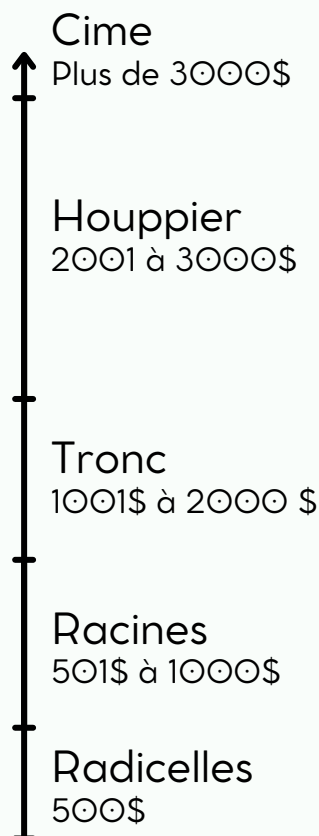 Cime
Plus de 3000$
Houppier
2001 à 3000$
Tronc
1001$ à 2000 $
Racines
501$ à 1000$
Radicelles
500$